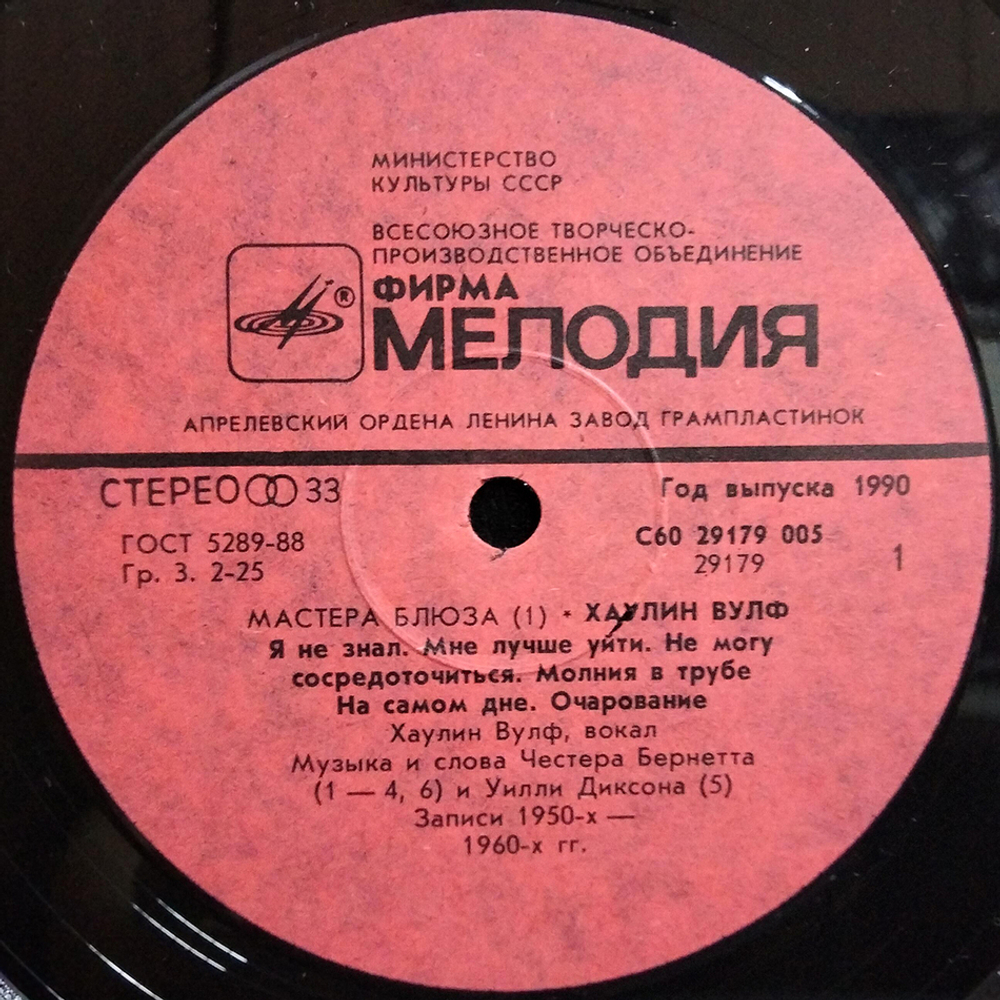 МИНИСТЕРСТВО
КУЛЬТУРЫ СССР
ВСЕСОЮЗНОЕ ТВОРЧЕСКО-
ПРОИЗВОДСТВЕННОЕ ОБЪЕДИНЕНИЕ
ФИРМА
®
МЕЛОДИЯ
АПРЕЛЕВСКИЙ ОРДЕНА ЛЕНИНА ЗАВОД ГРАМПЛАСТИНОК
СТЕРЕО 33
Год выпуска 1990
ГОСТ 5289-88
С60 29179 005
Гр. 3. 2-25
29179
1
МАСТЕРА БЛЮЗА (1) * ХАУЛИН ВУЛФ
Я не знал. Мне лучше уйти. Не могу
сосредоточиться. Молния в трубе
На самом дне. Очарование
Хаулин Вулф, вокал
Музыка и слова Честера Бернетта
(1 — 4, 6) и Уилли Диксона (5)
Записи 1950-х —
1960-х гг.